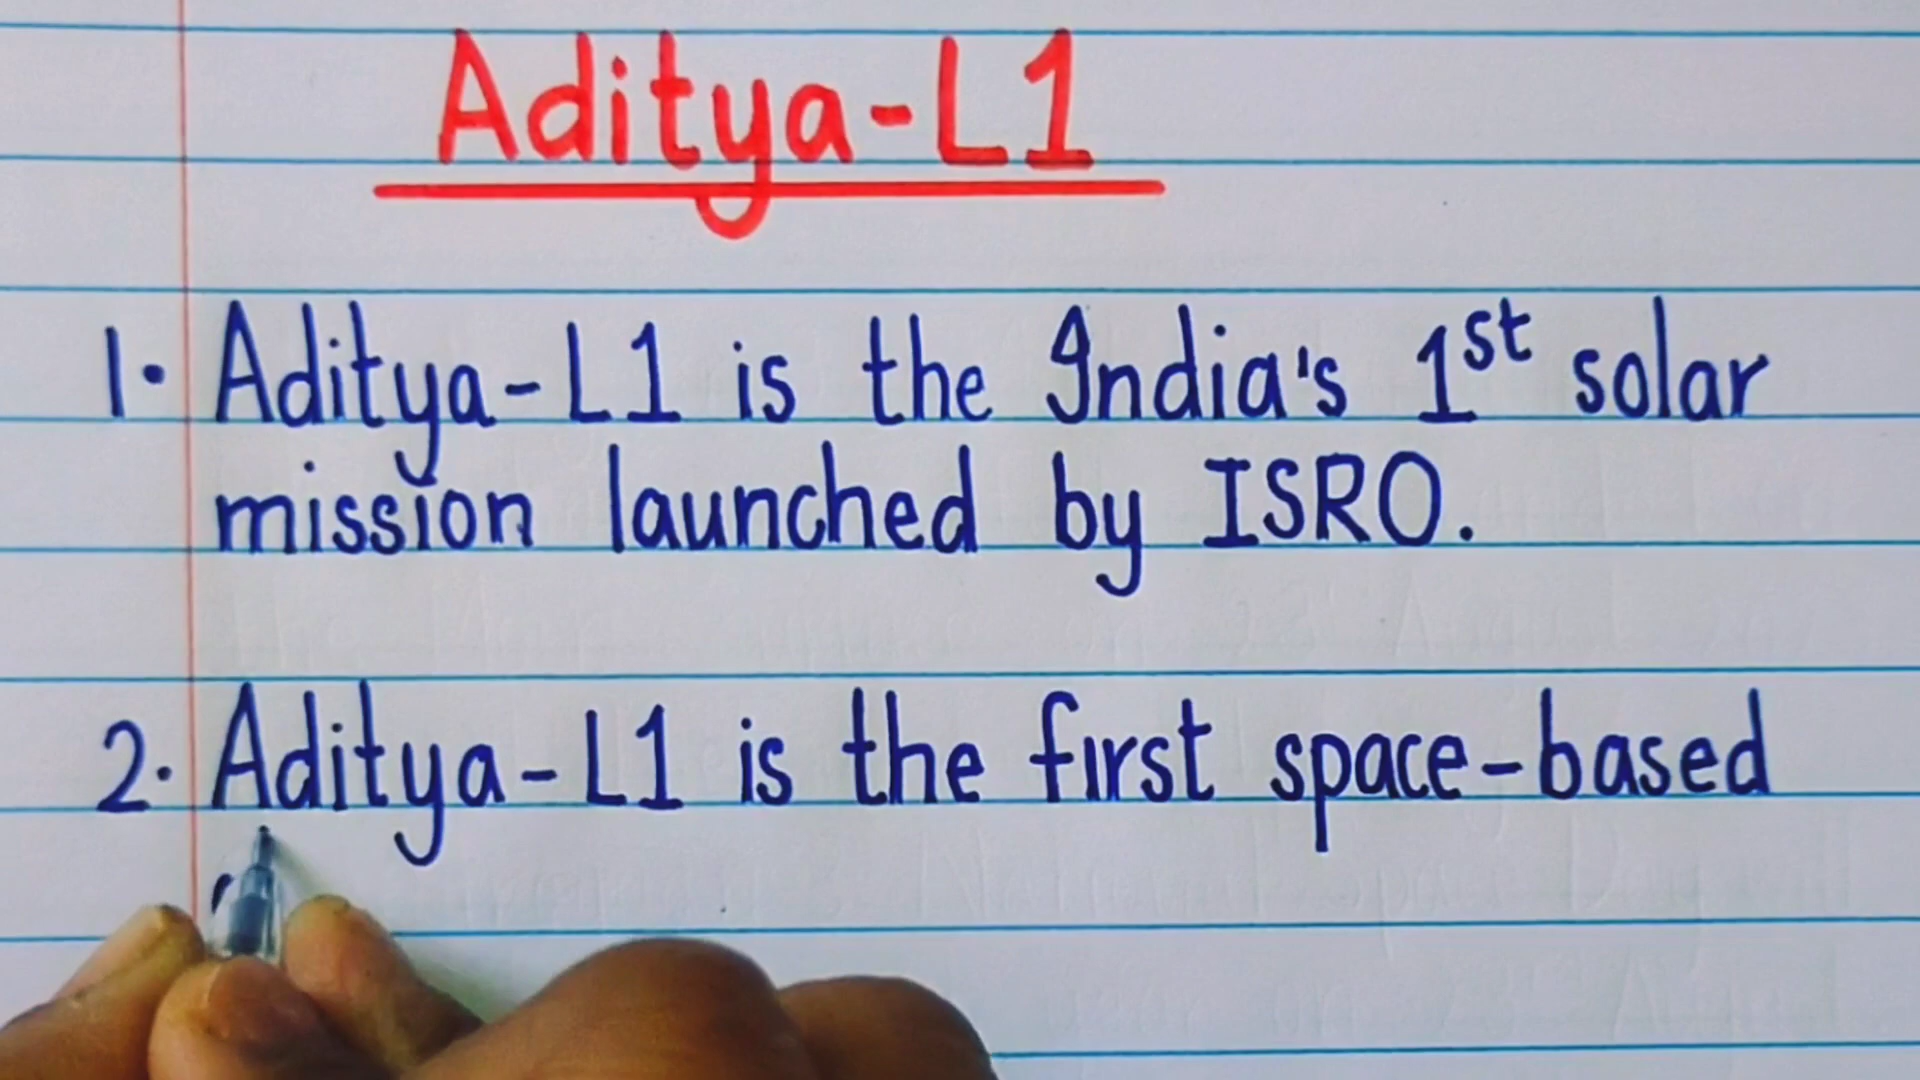 Aditya-L1
1. Aditya-L1 is the India's 1st solar
mission launched by ISRO.
2. Aditya-L1 is the first space-based